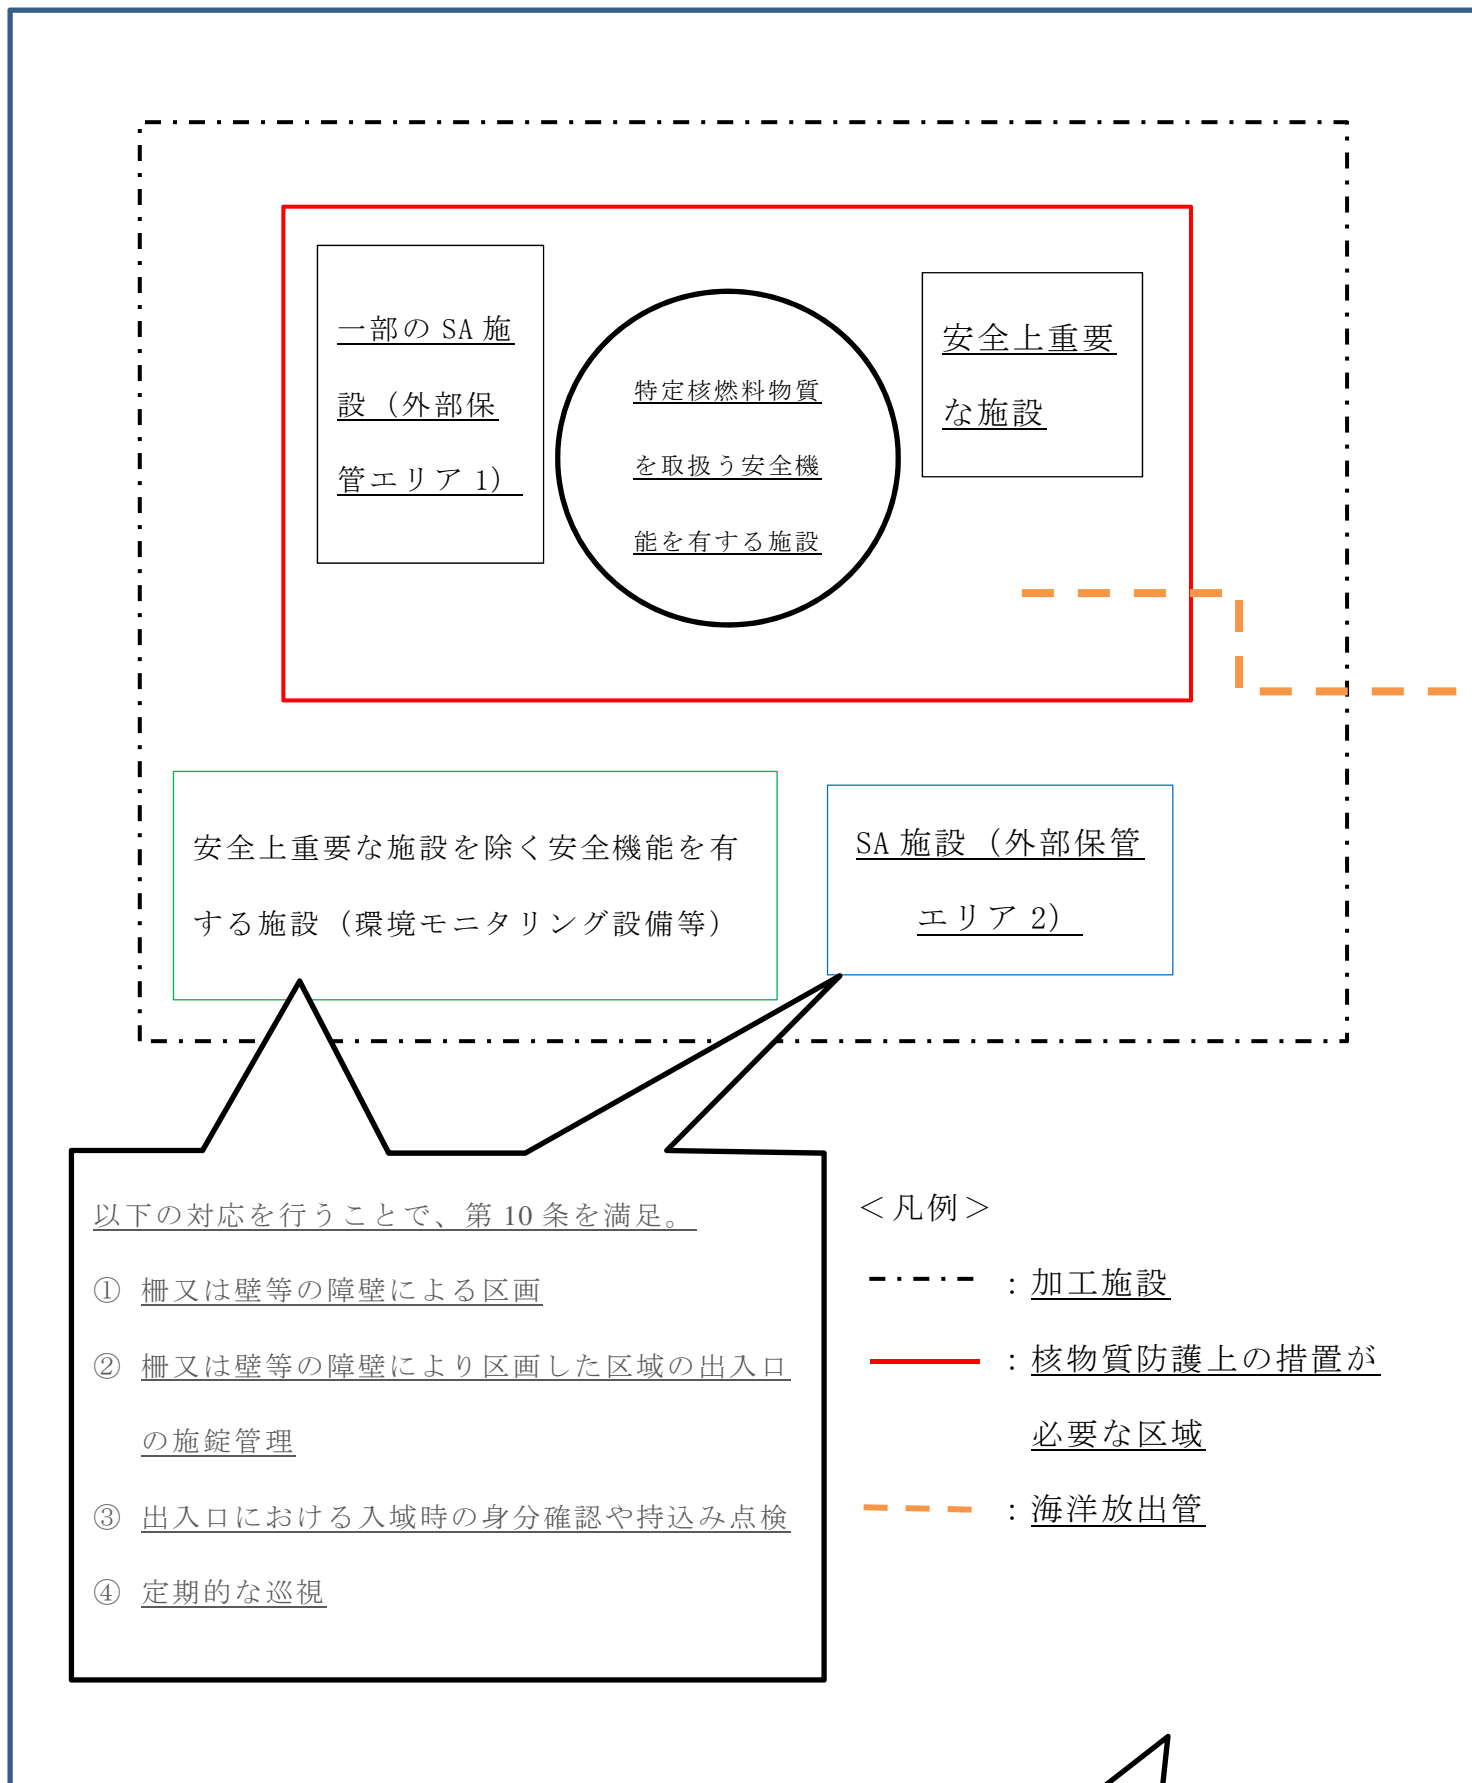 一部の SA 施
設（外部保
管エリア 1）
特定核燃料物質
を取扱う安全機
能を有する施設
安全上重要
な施設
安全上重要な施設を除く安全機能を有
する施設（環境モニタリング設備等）
SA 施設（外部保管
エリア 2）
以下の対応を行うことで、第 10 条を満足。
① 柵又は壁等の障壁による区画
② 柵又は壁等の障壁により区画した区域の出入口
の施錠管理
③ 出入口における入域時の身分確認や持込み点検
④ 定期的な巡視
＜凡例＞
：加工施設
：核物質防護上の措置が
必要な区域
：海洋放出管